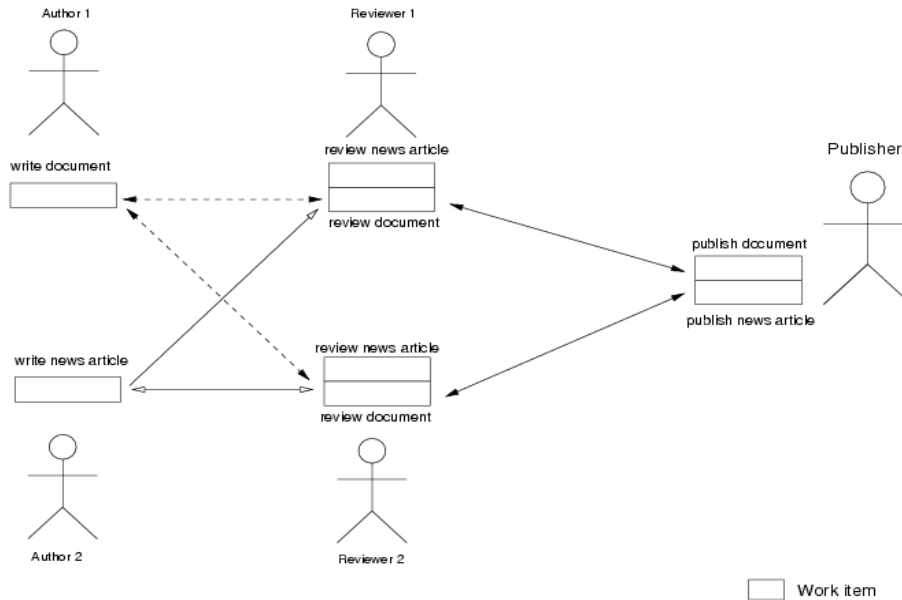 Author 1
Reviewer 1
write document
review news article
review document
Publisher
publish document
publish news article
write news article
review news article
review document
Author 2
Reviewer 2
Work item